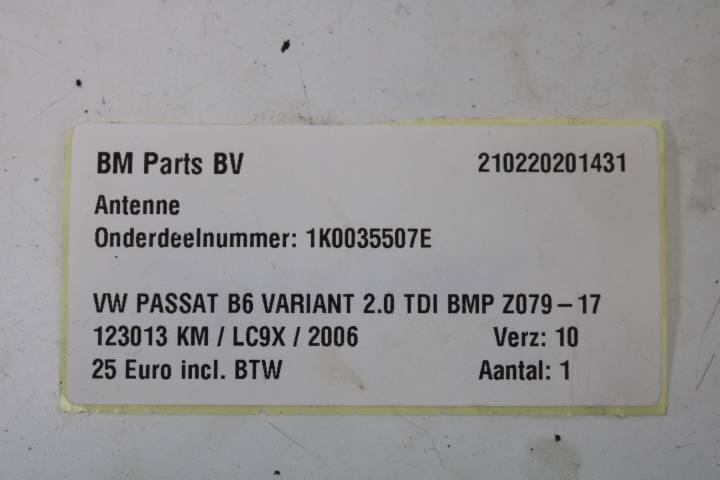 BM Parts BV 210220201431
Antenne
Onderdeelnummer: 1K0035507E
VW PASSAT B6 VARIANT 2.0 TDI BMP Z079-17
123013 KM / LC9X / 2006 Verz: 10
25 Euro incl. BTW Aantal: 1